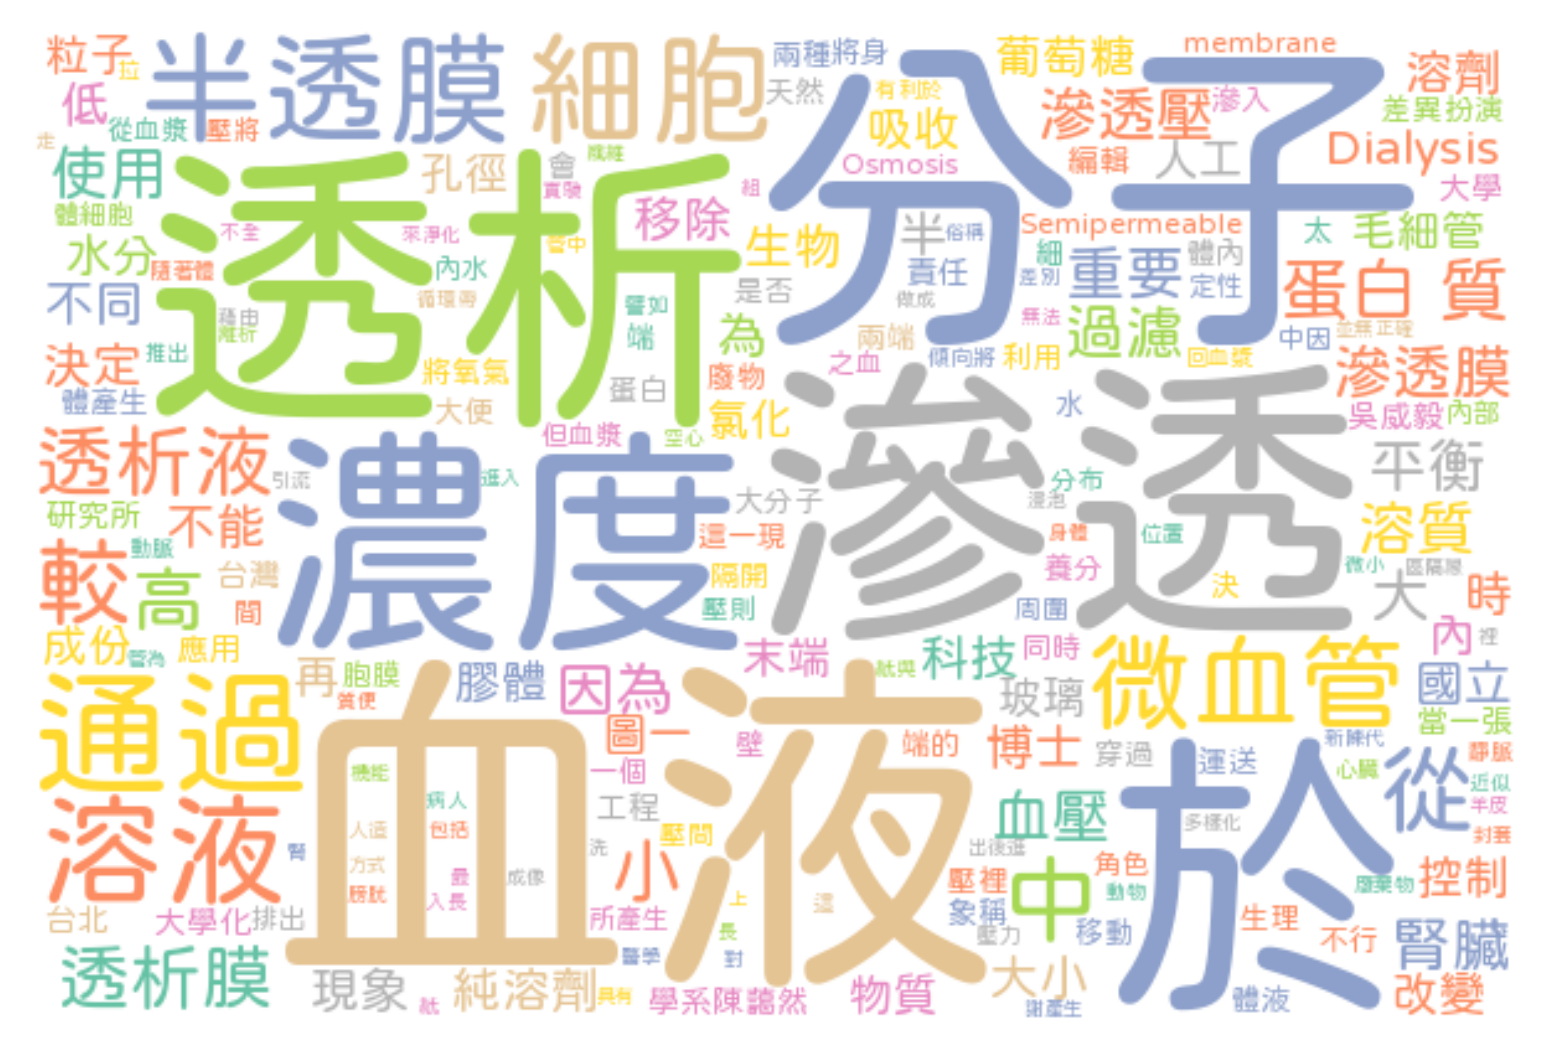 粒子
拉
半透膜
細胞
兩種將身
分子
葡萄糖
membrane
溶劑
低
天然
有利於
滲透壓
滲入
差異扮演
從血漿
壓將
吸收
走
使用
透析
孔徑
會
Osmosis
編輯
人工
Dialysis
實驗
組
大學
體細胞
移除
半
俗稱
Semipermeable
太
毛細管
水分
不全
來淨化
管中
生物
細
體內
隨著體
內水
責任
差別
重要
定性
蛋白 質
不同
循環帶
譬如
是否
做成
藉由
離析
端
為
兩端
無法
過濾
中因
並無正確
決定
推出
將氧氣
廢物
之血
傾向將
利用
回血漿
滲透膜
體產生
大便
蛋白
氯化
滲透
水
吳威毅
內部
透析液
濃度
但血漿
空心
平衡
引流
進入
大分子
浸泡
分布
研究所
不能
這一現
身體
位置
溶質
較
動脈
高
台灣
隔開
養分
微小
區隔
決
大
時
間
壓則
周圍
成份
管為
應用
末端
科技
同時
微血管
內
裡
再
胞膜
膠體
因為
玻璃
國立
通過
質便
血液
圖一
壁
端的
博士
穿過
新陳代
當一張
靜脈
機能
一個
運送
於
心臟
從
近似
溶液
病人
工程
血壓
羊皮
人造
包括
壓問
多樣化
封裝
腎
洗
出後進
方式
最
成像
小
壓裡
中
角色
廢棄物
控制
膀胱
入長
上
這
動物
台北
大學化
排出
所產生
長
象稱
壓力
移動
生理
不行
腎臟
透析膜
醫學
對
現象
純溶劑
具有
學系陳藹然
物質
大小
謝產生
體液
改變